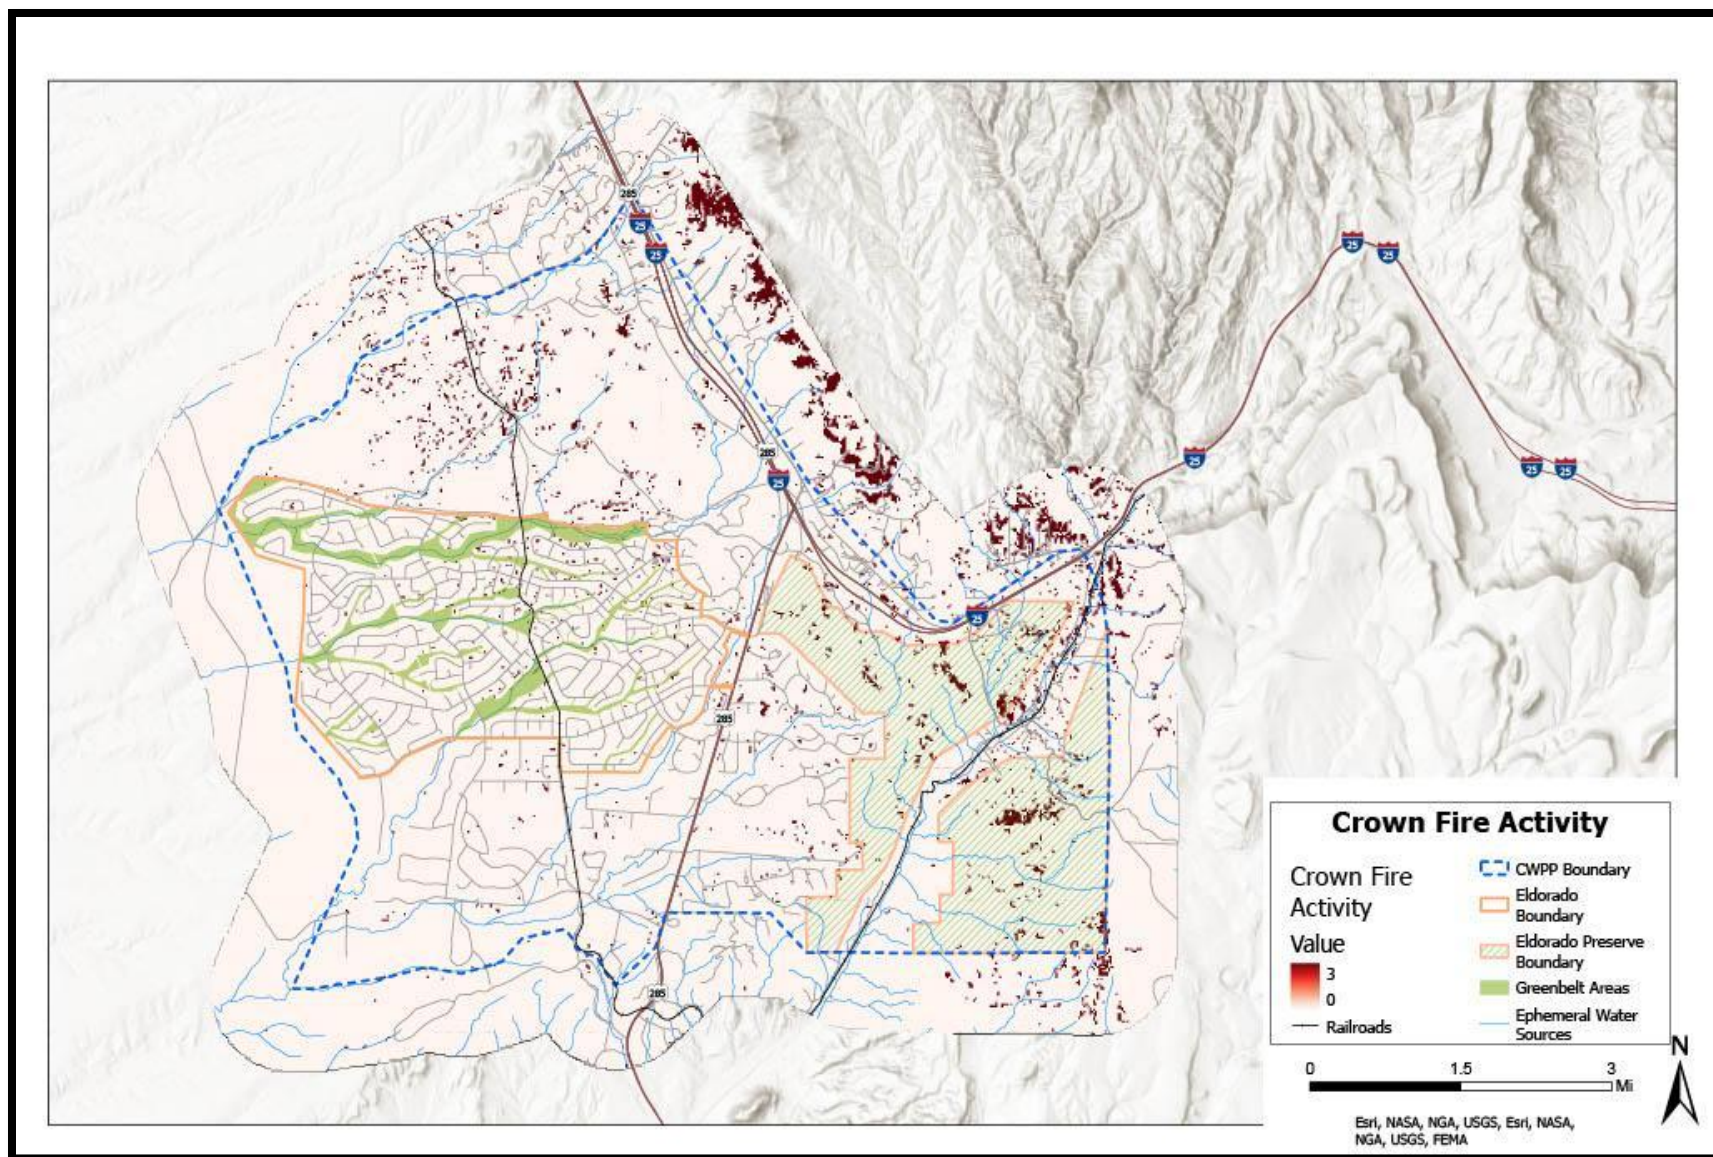 285
25
25
25
25
285
25
25
25
25
25
285
285
Crown Fire Activity
Crown Fire
Activity
Value
3
0
Railroads
CWPP Boundary
Eldorado
Boundary
Eldorado Preserve
Boundary
Greenbelt Areas
Ephemeral Water
Sources
N
0 1.5 3
Mi
Esri, NASA, NGA, USGS, Esri, NASA,
NGA, USGS, FEMA